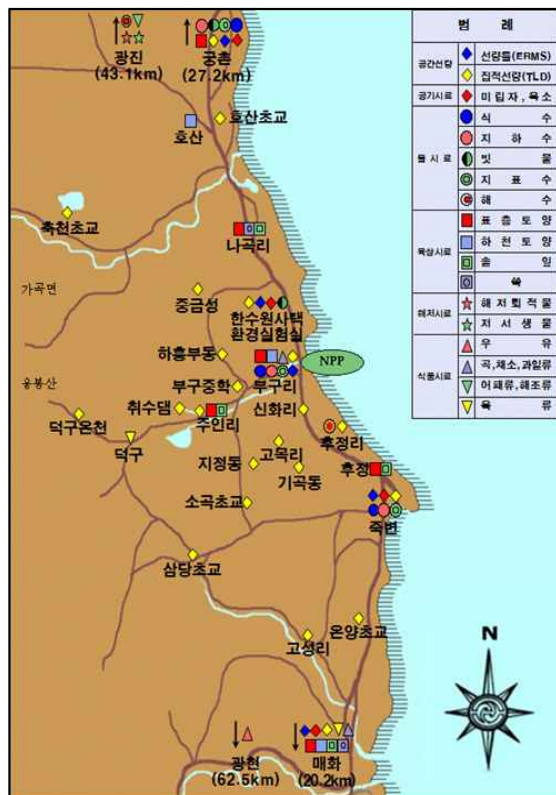 광진
(43.1km)
궁촌
(27.2km)
호산
호산초교
축천초교
나곡리
가곡면
중금성
한수원사택
환경실험실
NPP
하흥부동
부구리
부구중학
응봉산
취수댐
주인리
신화리
덕구온천
덕구
후정리
고목리
지정동
기곡동
후정
소곡초교
죽변
삼당초교
온양초교
고성리
N
광현
(62.5km)
매화
(20.2km)
범 례
공간선량
선량률(ERMS)
집적선량(TLD)
공기시료
미립자,옥소
물시료
식 수
지 하 수
빗 물
지 표 수
해 수
육상시료
표 층 토 양
하 천 토 양
솔 잎
쑥
해저시료
해 저 퇴 적 물
저 서 생 물
식품시료
우 유
곡,채소,과일류
어패류,해조류
육 류